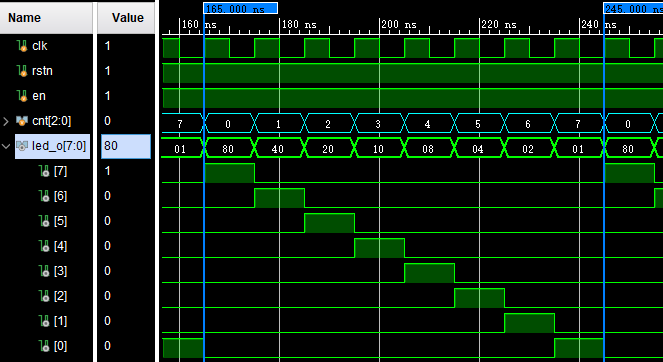 Name Value 165.000 ns 245.000 ns
160 ns 180 ns 200 ns 220 ns 240 ns
clk 1
rstn 1
en 1
cnt[2:0] 0 7 0 1 2 3 4 5 6 7 0
led_o[7:0] 80 01 80 40 20 10 08 04 02 01 80
[7] 1
[6] 0
[5] 0
[4] 0
[3] 0
[2] 0
[1] 0
[0] 0